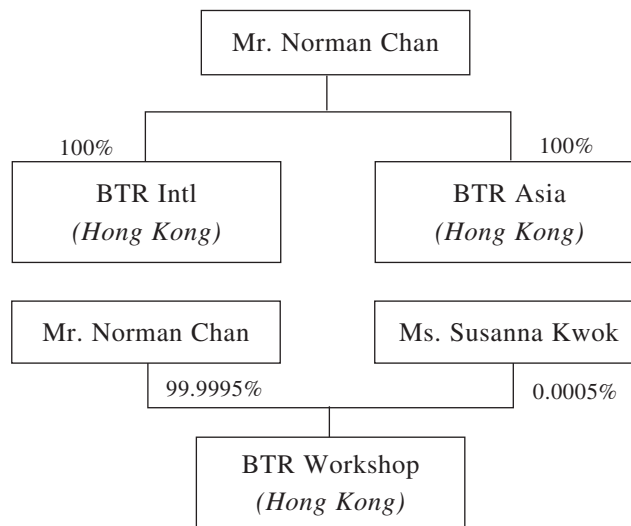 Mr. Norman Chan
100%
100%
BTR Intl
(Hong Kong)
BTR Asia
(Hong Kong)
Mr. Norman Chan
Ms. Susanna Kwok
99.9995%
0.0005%
BTR Workshop
(Hong Kong)